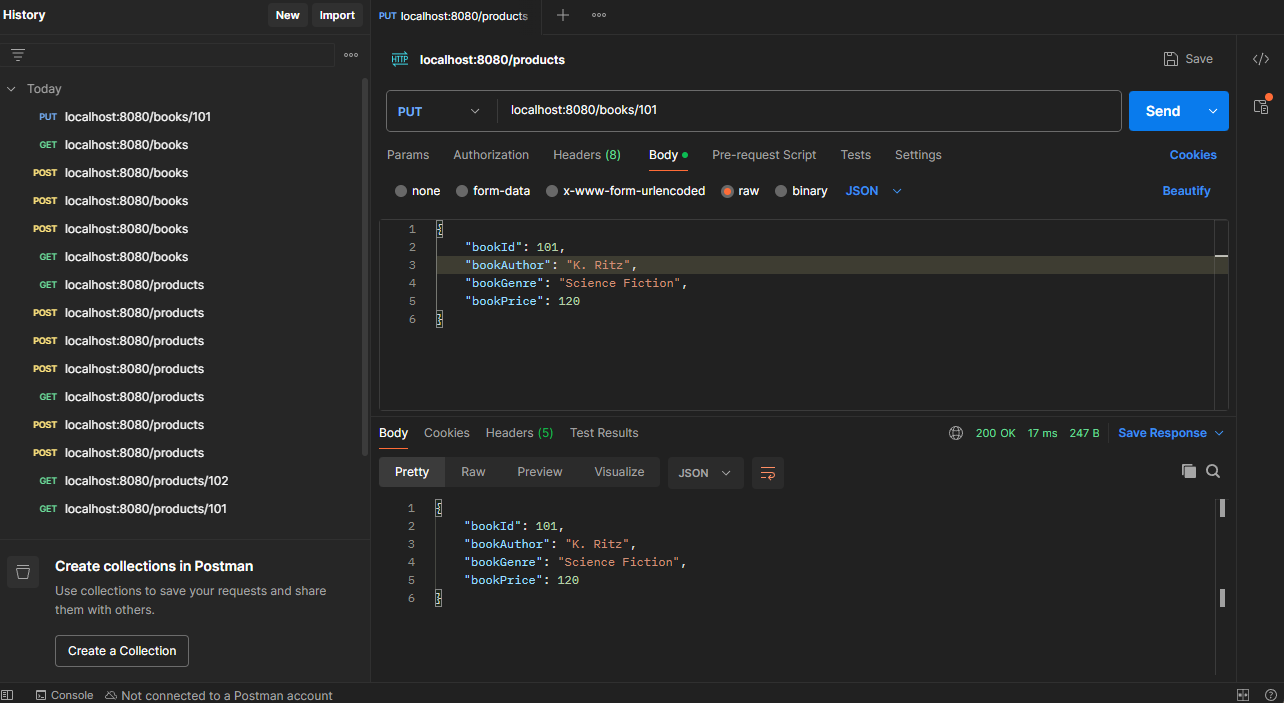 History
New
Import
Today
PUT localhost:8080/books/101
GET localhost:8080/books
POST localhost:8080/books
POST localhost:8080/books
POST localhost:8080/books
GET localhost:8080/books
GET localhost:8080/products
POST localhost:8080/products
POST localhost:8080/products
POST localhost:8080/products
GET localhost:8080/products
POST localhost:8080/products
POST localhost:8080/products
GET localhost:8080/products/102
GET localhost:8080/products/101
Create collections in Postman
Use collections to save your requests and share
them with others.
Create a Collection
PUT localhost:8080/products
HTTP localhost:8080/products
Save
PUT localhost:8080/books/101
Send
Params Authorization Headers (8) Body Pre-request Script Tests Settings Cookies
none form-data x-www-form-urlencoded raw binary JSON Beautify
1 {
2 "bookId": 101,
3 "bookAuthor": "K. Ritz",
4 "bookGenre": "Science Fiction",
5 "bookPrice": 120
6 }
Body Cookies Headers (5) Test Results 200 OK 17 ms 247 B Save Response
Pretty Raw Preview Visualize JSON
1 {
2 "bookId": 101,
3 "bookAuthor": "K. Ritz",
4 "bookGenre": "Science Fiction",
5 "bookPrice": 120
6 }
Console Not connected to a Postman account